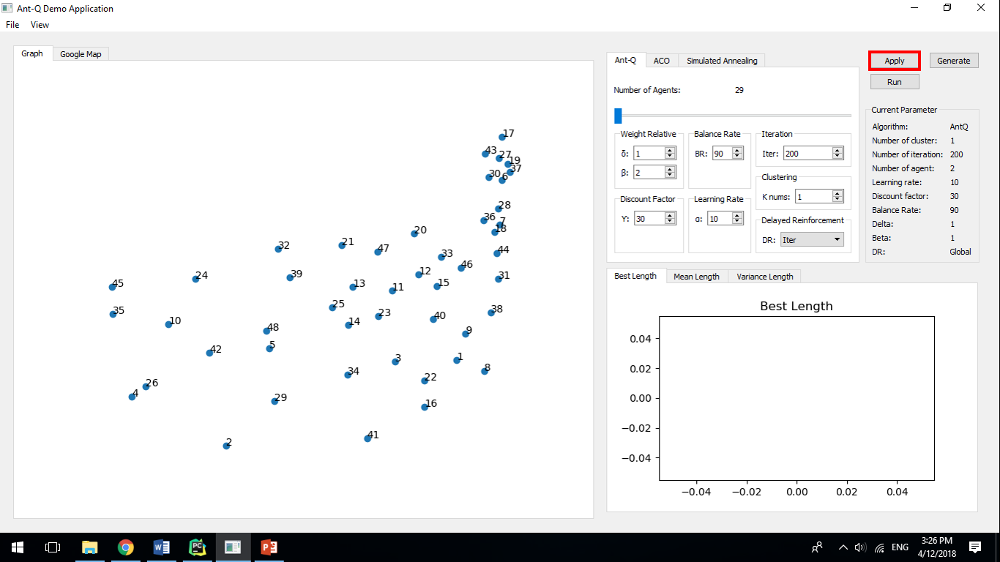 Ant-Q Demo Application
File View
Graph Google Map
17
43 27
19
30 6 37
28
36 7
18
20
32 21 47 33 44
46
45 24 39 12 31
13 11 15
35 25
10 14 23 40 38
48 9
42 5
3 1
34 22 8
26
4 29 16
2 41
Ant-Q ACO Simulated Annealing
Number of Agents: 29
Weight Relative
δ: 1
β: 2
Balance Rate
BR: 90
Iteration
Iter: 200
Clustering
K nums: 1
Discount Factor
Y: 30
Learning Rate
α: 10
Delayed Reinforcement
DR: Iter
Apply Generate
Run
Current Parameter
Algorithm: AntQ
Number of cluster: 1
Number of iteration: 200
Number of agent: 2
Learning rate: 10
Discount factor: 30
Balance Rate: 90
Delta: 1
Beta: 1
DR: Global
Best Length Mean Length Variance Length
Best Length
0.04
0.02
0.00
−0.02
−0.04
−0.04 −0.02 0.00 0.02 0.04
ENG
3:26 PM
4/12/2018